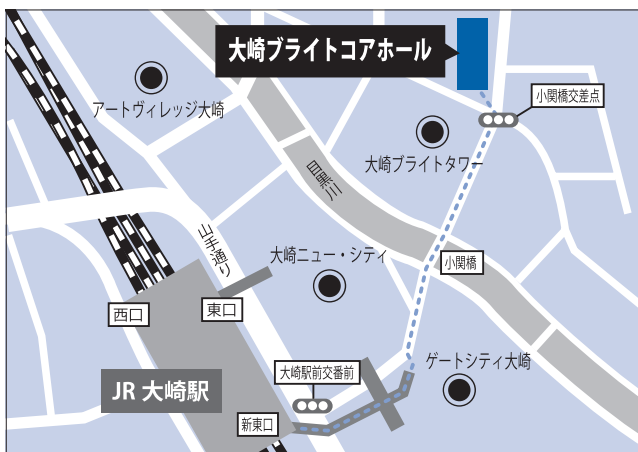 大崎ブライトコアホール
小関橋交差点
アートヴィレッジ大崎
大崎ブライトタワー
目黒川
山手通り
大崎ニュー・シティ
小関橋
西口
東口
ゲートシティ大崎
大崎駅前交番前
JR 大崎駅
新東口